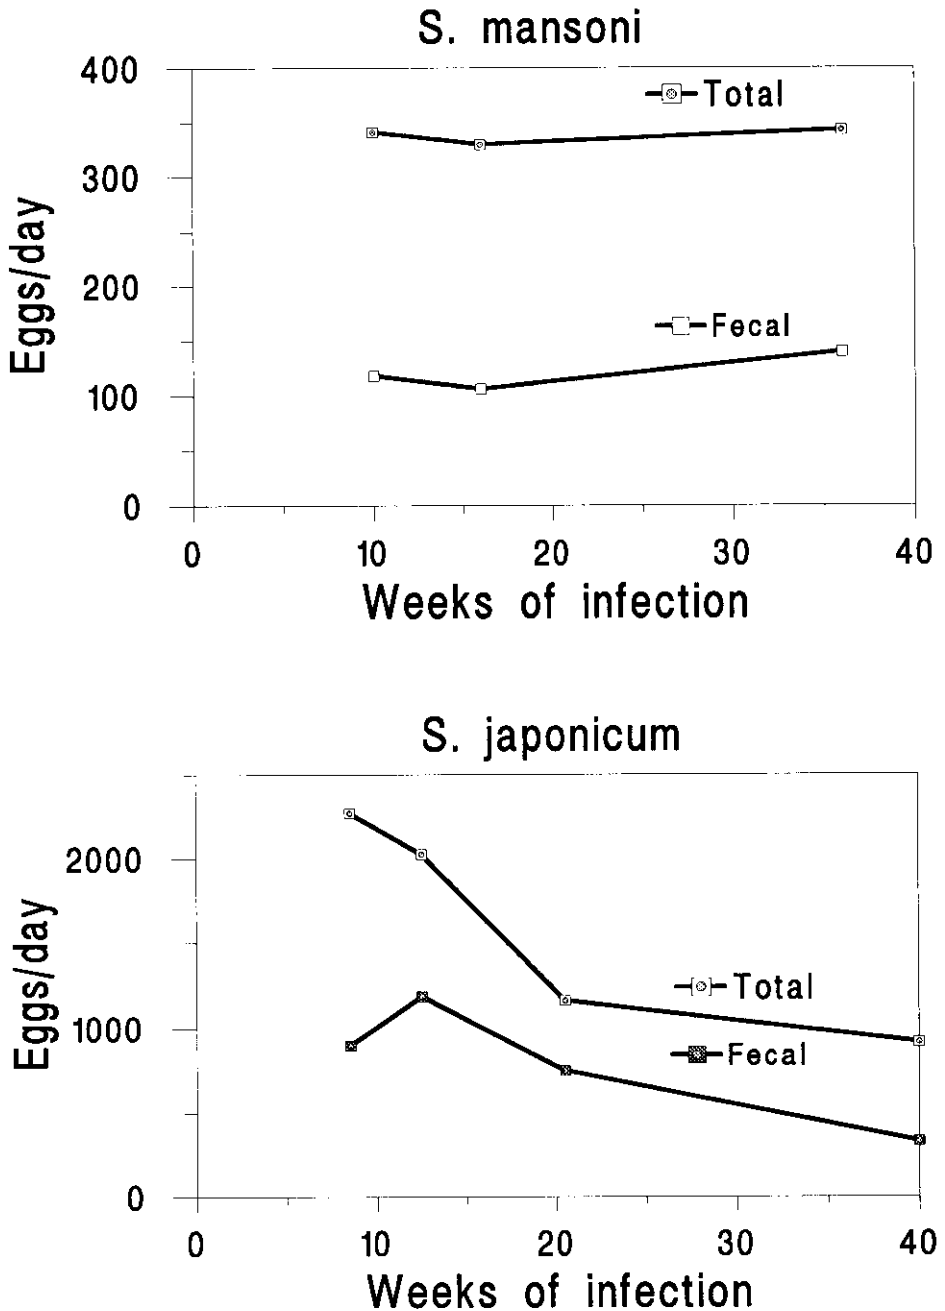 S. mansoni
400
Total
300
Eggs/day
200
Fecal
100
0
0 10 20 30 40
Weeks of infection
S. japonicum
2000
Eggs/day
Total
1000
Fecal
0
0 10 20 30 40
Weeks of infection